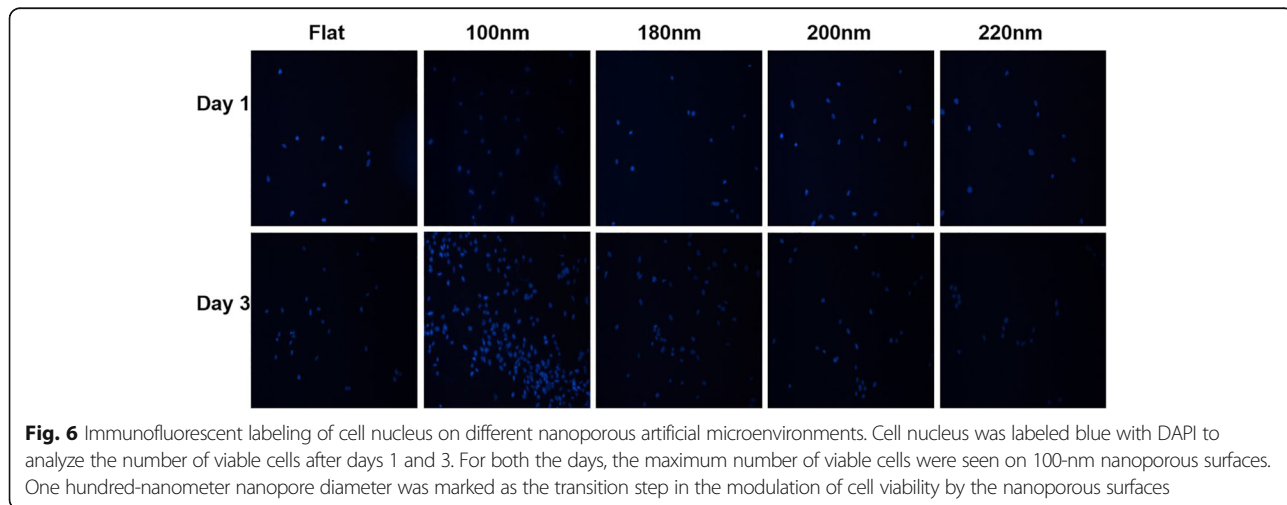 Flat 100nm 180nm 200nm 220nm
Day 1
Day 3
Fig. 6 Immunofluorescent labeling of cell nucleus on different nanoporous artificial microenvironments. Cell nucleus was labeled blue with DAPI to
analyze the number of viable cells after days 1 and 3. For both the days, the maximum number of viable cells were seen on 100-nm nanoporous surfaces.
One hundred-nanometer nanopore diameter was marked as the transition step in the modulation of cell viability by the nanoporous surfaces